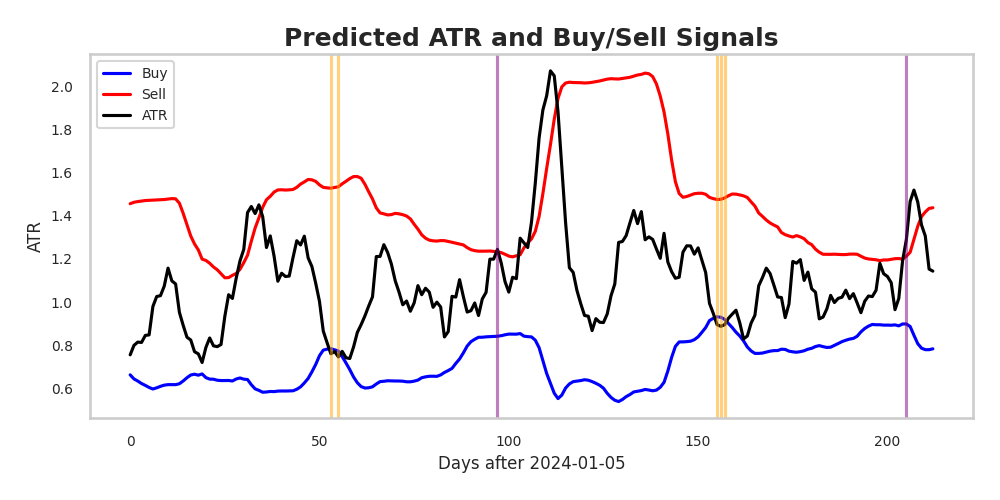 Predicted ATR and Buy/Sell Signals
Buy
Sell
ATR
2.0
1.8
1.6
1.4
1.2
1.0
0.8
0.6
ATR
0 50 100 150 200
Days after 2024-01-05